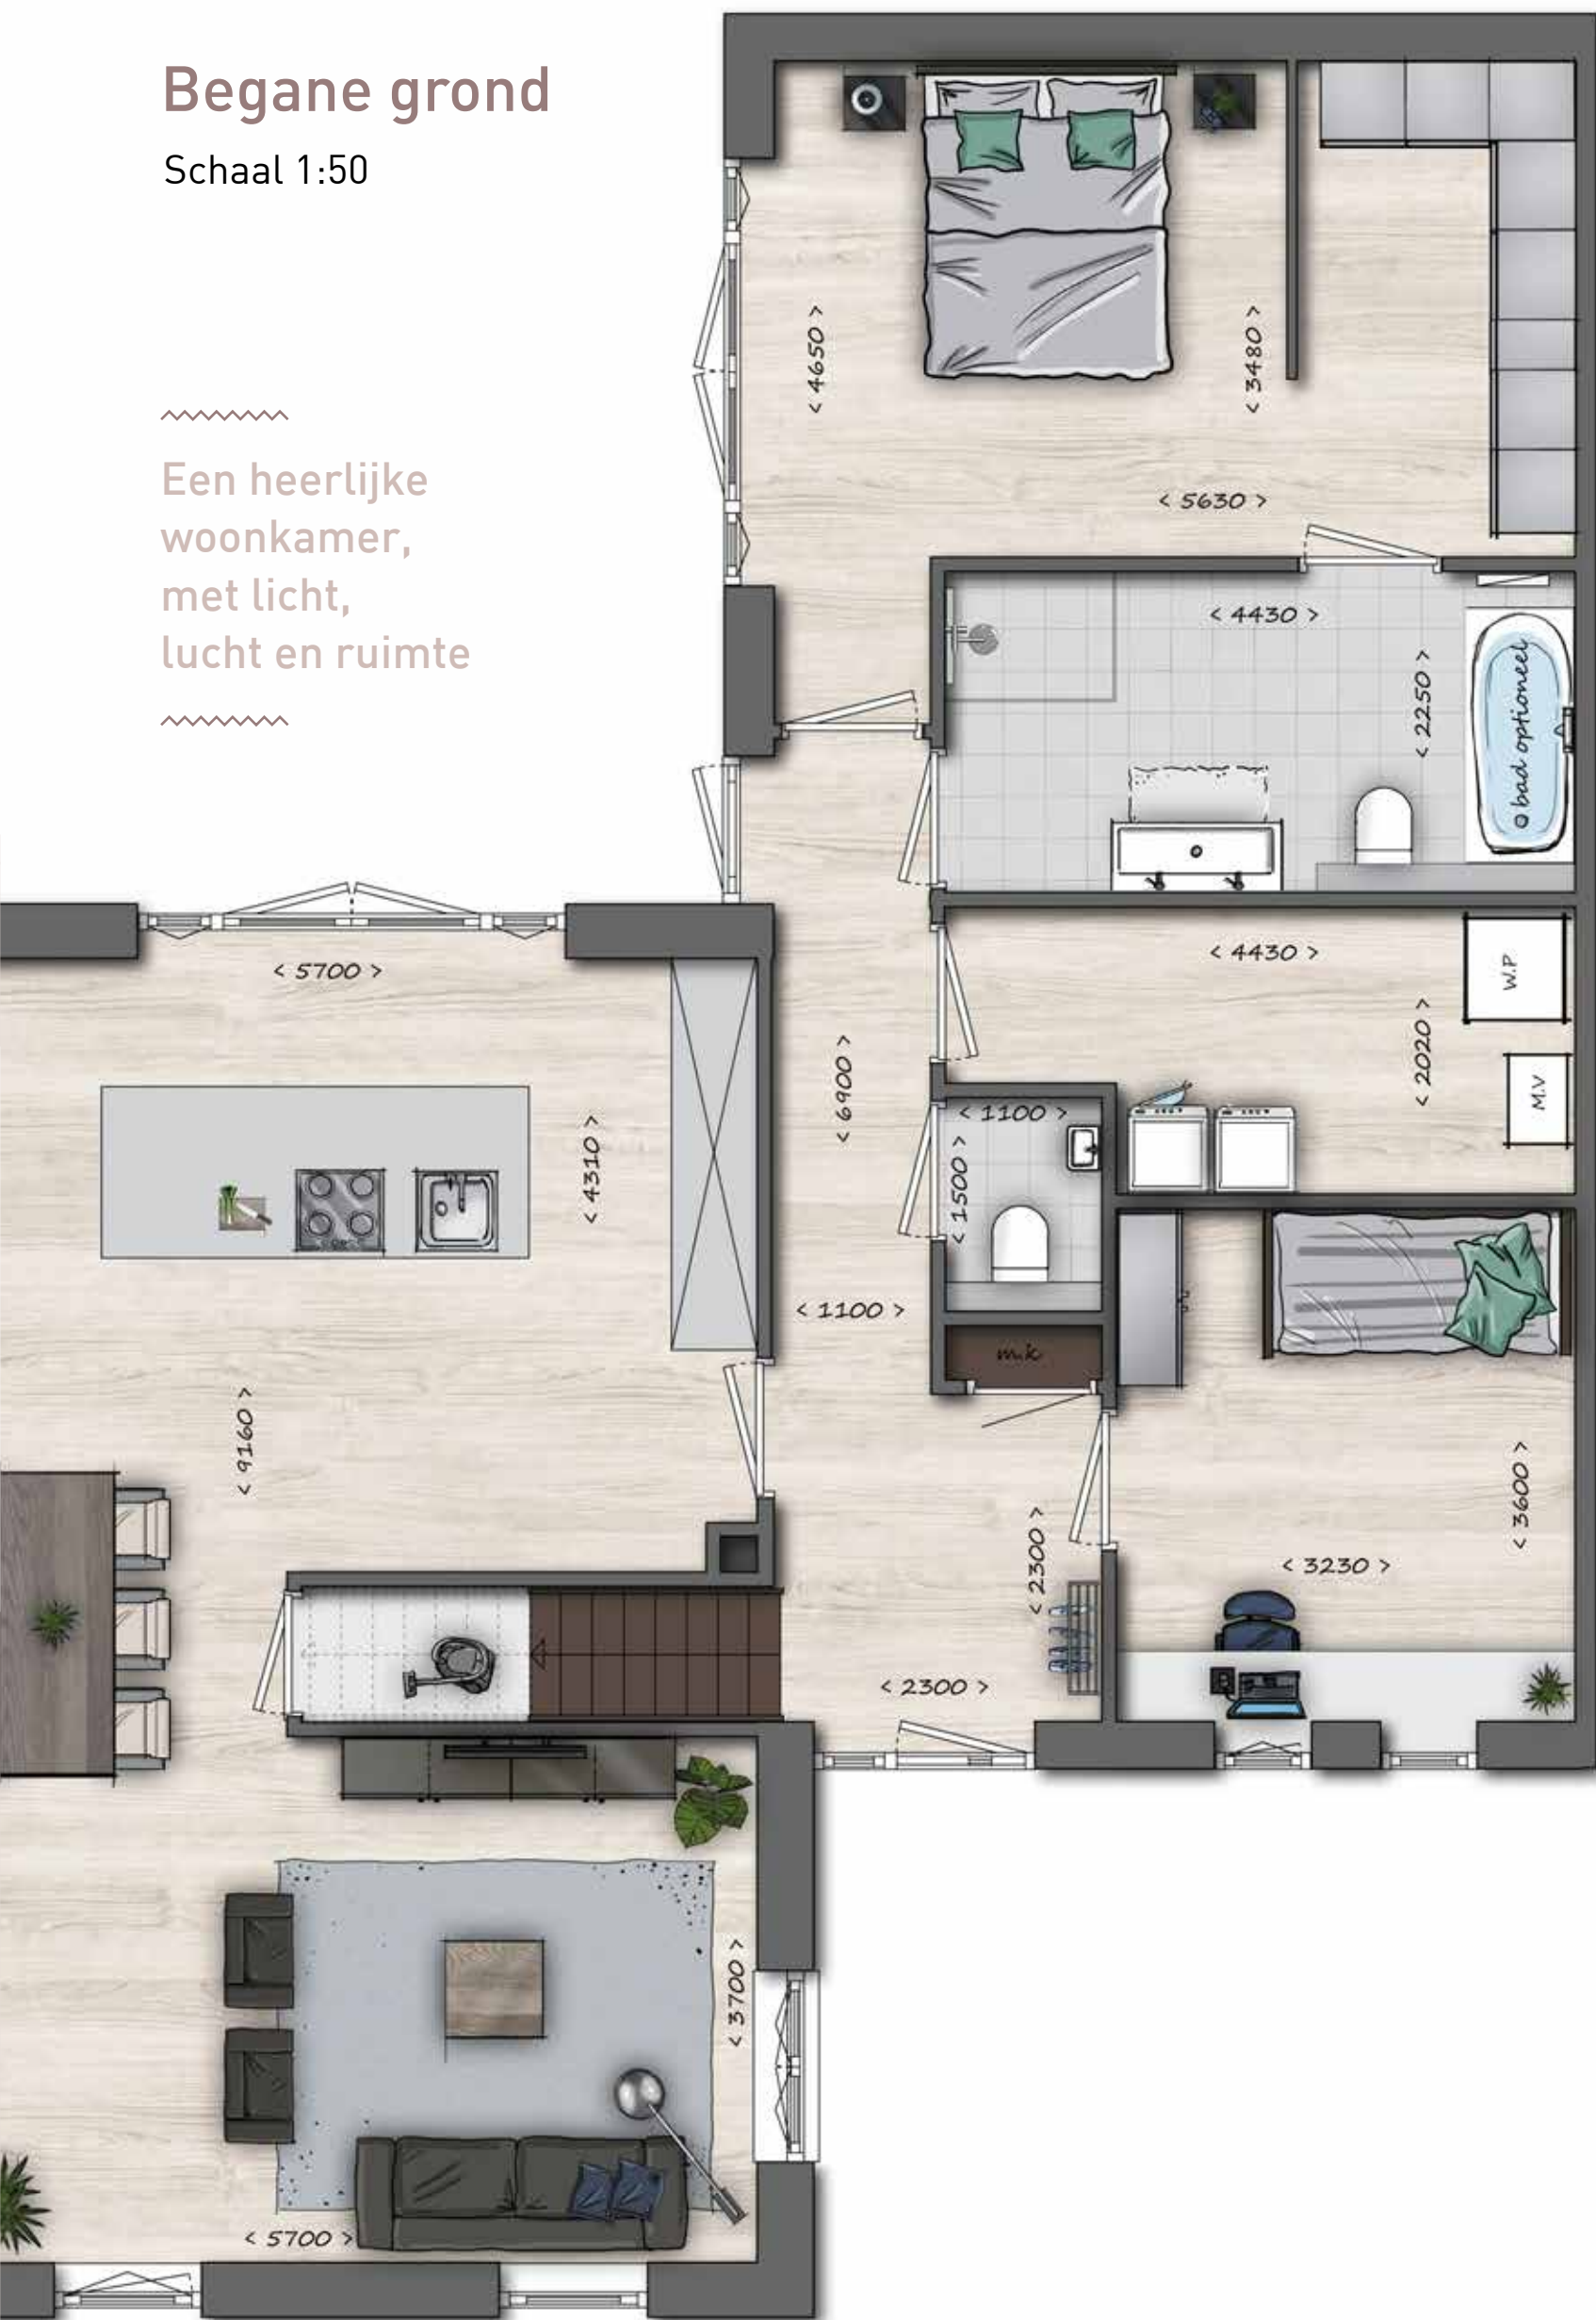 Begane grond
Schaal 1:50
Een heerlijke
woonkamer,
met licht,
lucht en ruimte
< 4650 >
< 3480 >
< 5630 >
< 4430 >
< 2250 >
bad optioneel
< 5700 >
< 4430 >
W.P
< 2020 >
M.V
< 6900 >
< 1100 >
< 4310 >
< 1500 >
< 1100 >
m.k
< 9160 >
< 3600 >
< 2300 >
< 3230 >
< 2300 >
< 3700 >
< 5700 >